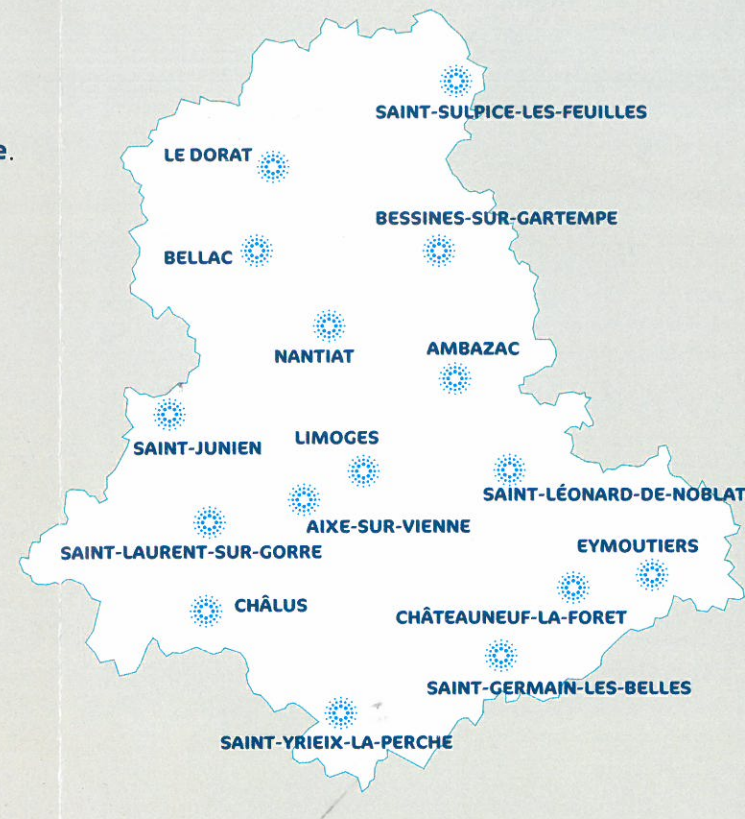 SAINT-SULPICE-LES-FEUILLES
e.
LE DORAT
BESSINES-SUR-GARTEMPE
BELLAC
NANTIAT
AMBAZAC
SAINT-JUNIEN
LIMOGES
SAINT-LÉONARD-DE-NOBLAT
AIXE-SUR-VIENNE
SAINT-LAURENT-SUR-GORRE
EYMOUTIERS
CHÂLUS
CHÂTEAUNEUF-LA-FORET
SAINT-GERMAIN-LES-BELLES
SAINT-YRIEIX-LA-PERCHE